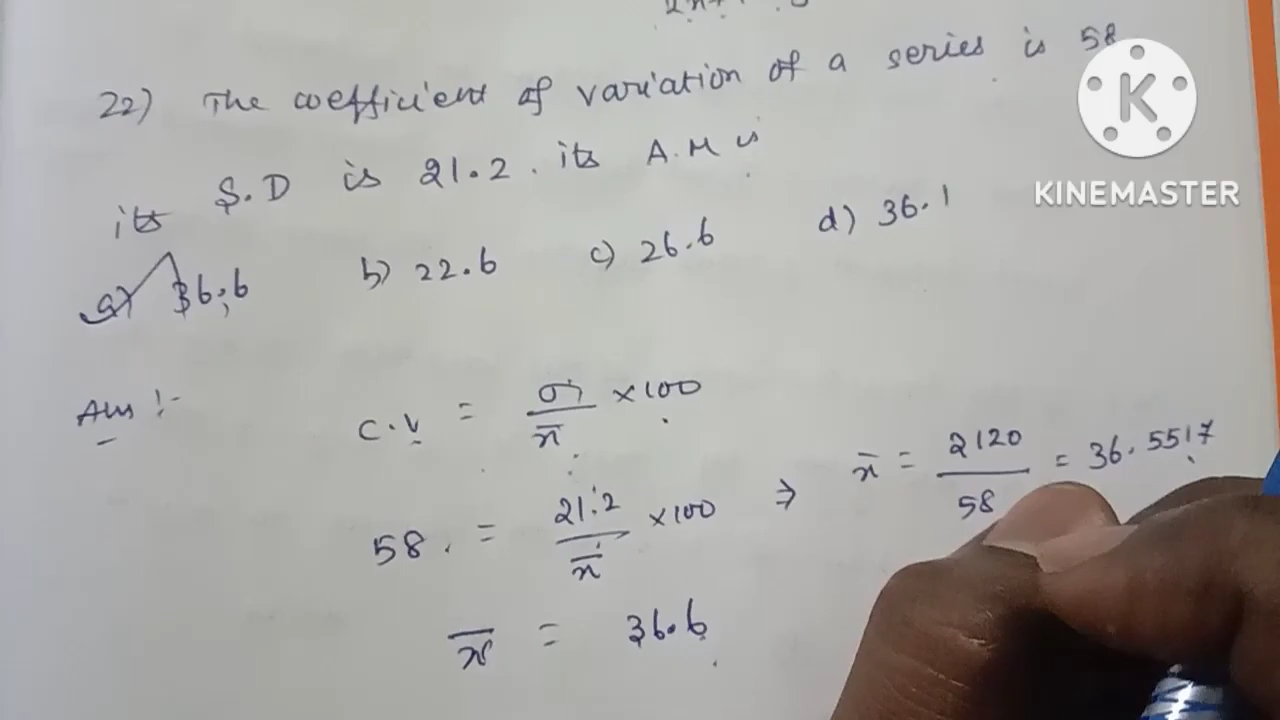 22) The coefficient of variation of a series is 58
its S.D is 21.2. its A.M is
a) 36.6 b) 22.6 c) 26.6 d) 36.1
Ans :-
C.V = σ/x̄ ×100
58 = 21.2/x̄ ×100 ⇒ x̄ = 2120/58 = 36.5517
x̄ = 36.6
K
KINEMASTER